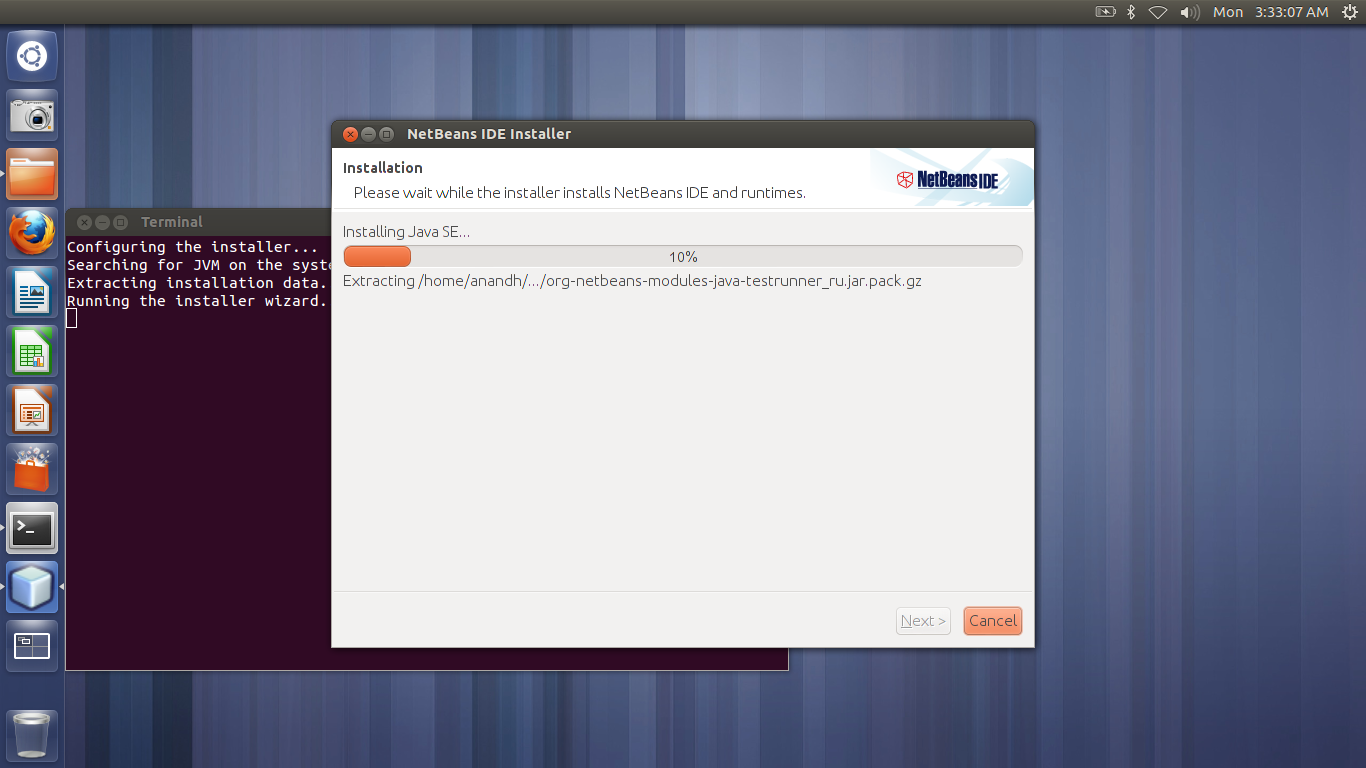 Mon 3:33:07 AM
NetBeans IDE Installer
Installation
Please wait while the installer installs NetBeans IDE and runtimes.
NetBeans IDE
Installing Java SE...
10%
Extracting /home/anandh/.../org-netbeans-modules-java-testrunner_ru.jar.pack.gz
Next >
Cancel
Terminal
Configuring the installer...
Searching for JVM on the syste
Extracting installation data.
Running the installer wizard.